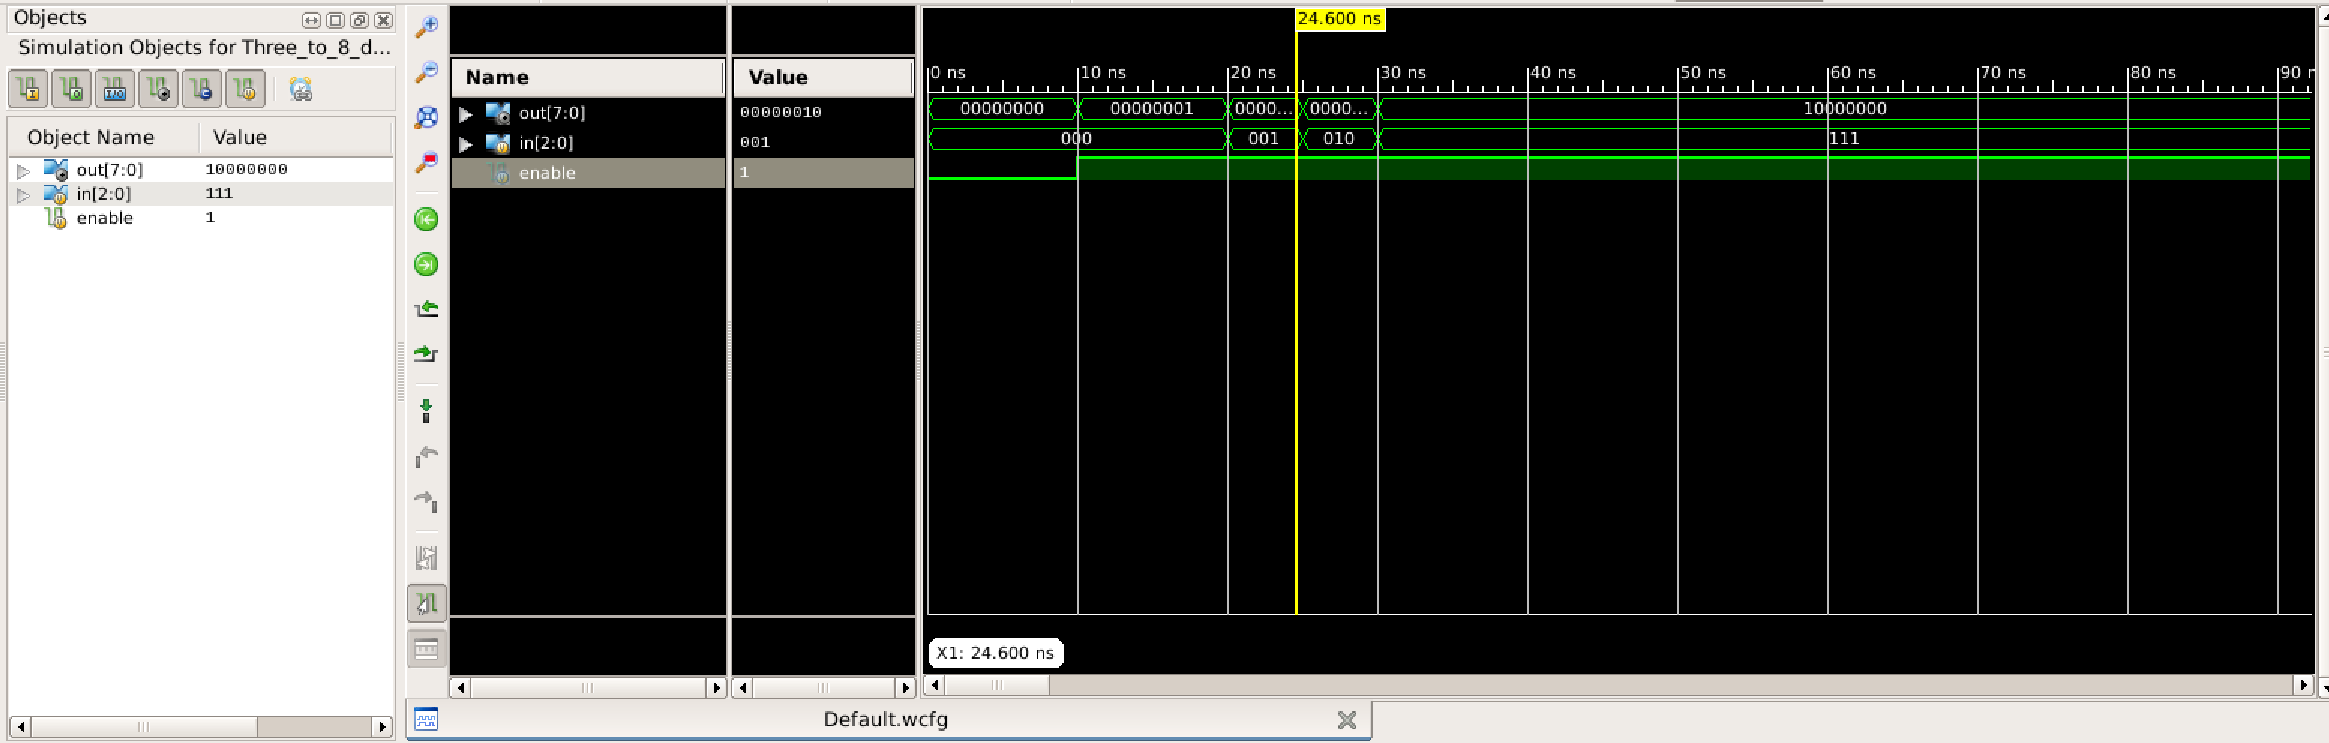 Objects
Simulation Objects for Three_to_8_d...
Object Name Value
out[7:0] 10000000
in[2:0] 111
enable 1
Name Value
out[7:0] 00000010
in[2:0] 001
enable 1
24.600 ns
0 ns 10 ns 20 ns 30 ns 40 ns 50 ns 60 ns 70 ns 80 ns 90 n
00000000 00000001 0000... 0000... 10000000
000 001 010 111
X1: 24.600 ns
Default.wcfg